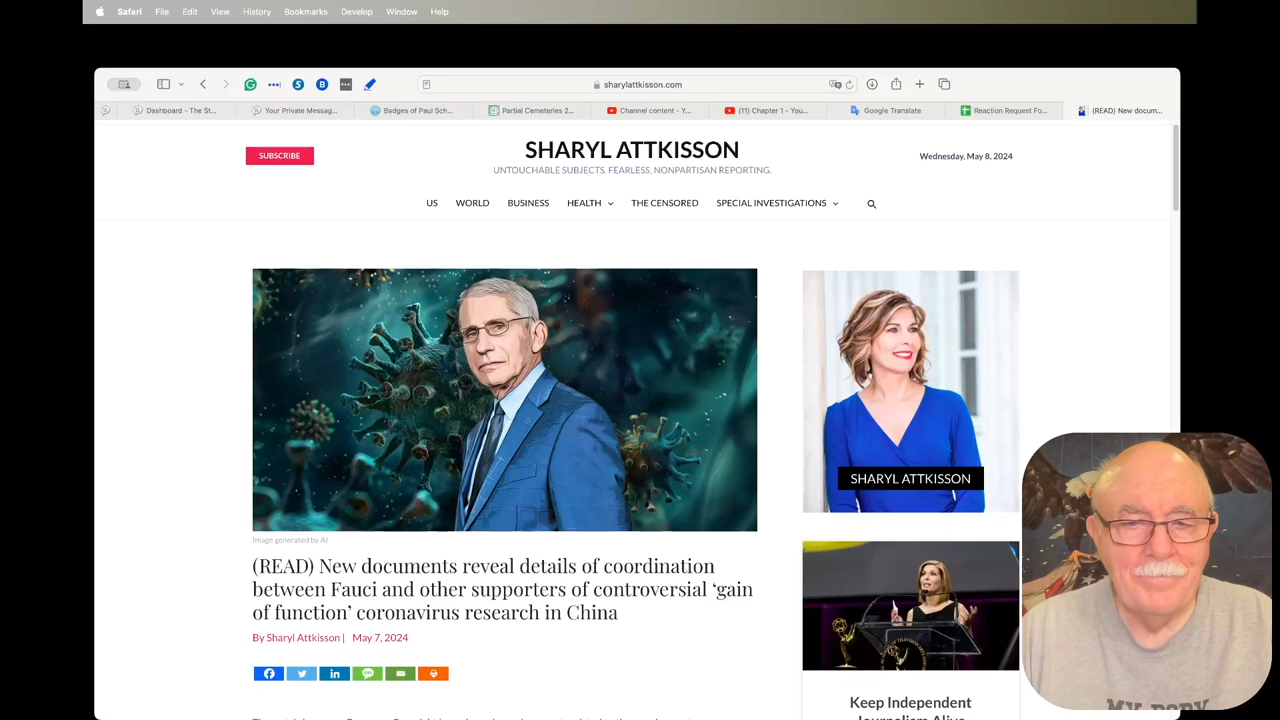 Safari File Edit View History Bookmarks Develop Window Help
sharylattkisson.com
Dashboard - The St...
Your Private Messag...
Badges of Paul Sch...
Partial Cemeteries 2...
Channel content - Y...
(11) Chapter 1 - You...
Google Translate
Reaction Request Fo...
(READ) New docum...
SUBSCRIBE
SHARYL ATTKISSON
UNTOUCHABLE SUBJECTS. FEARLESS, NONPARTISAN REPORTING.
Wednesday, May 8, 2024
US WORLD BUSINESS HEALTH THE CENSORED SPECIAL INVESTIGATIONS
SHARYL ATTKISSON
Image generated by AI
(READ) New documents reveal details of coordination
between Fauci and other supporters of controversial ‘gain
of function’ coronavirus research in China
By Sharyl Attkisson | May 7, 2024
Keep Independent
Journalism Alive
MY BODY